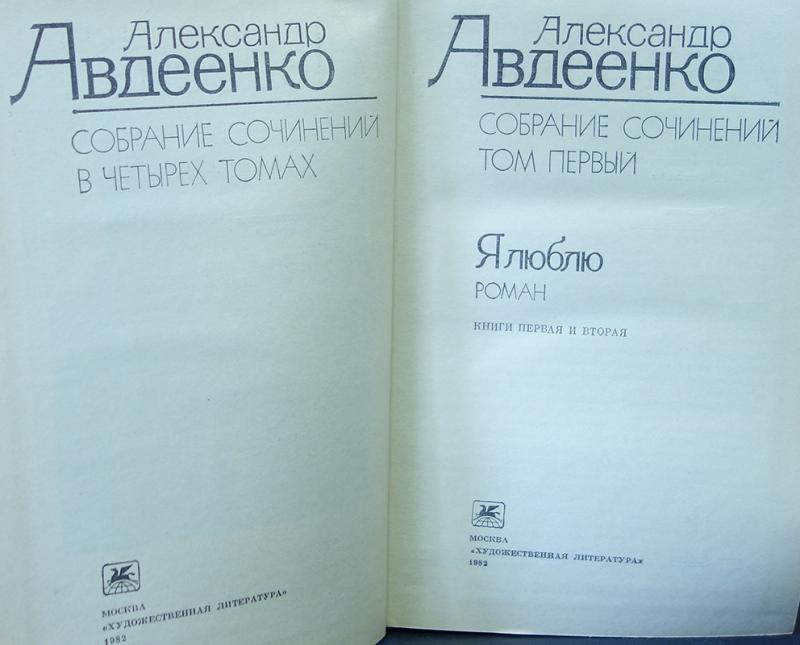 Александр
Авдеенко
СОБРАНИЕ СОЧИНЕНИЙ
В ЧЕТЫРЕХ ТОМАХ
МОСКВА
«ХУДОЖЕСТВЕННАЯ ЛИТЕРАТУРА»
1982
Александр
Авдеенко
СОБРАНИЕ СОЧИНЕНИЙ
ТОМ ПЕРВЫЙ
Я люблю
РОМАН
КНИГИ ПЕРВАЯ И ВТОРАЯ
МОСКВА
«ХУДОЖЕСТВЕННАЯ ЛИТЕРАТУРА»
1982